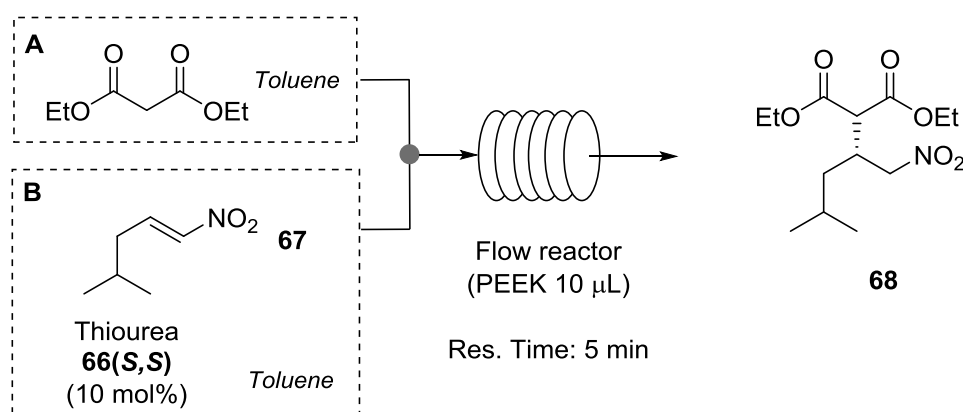 A
O O
EtO OEt
Toluene
B
NO2
67
Thiourea
66(S,S)
(10 mol%)
Toluene
Flow reactor
(PEEK 10 μL)
Res. Time: 5 min
O O
EtO OEt
NO2
68